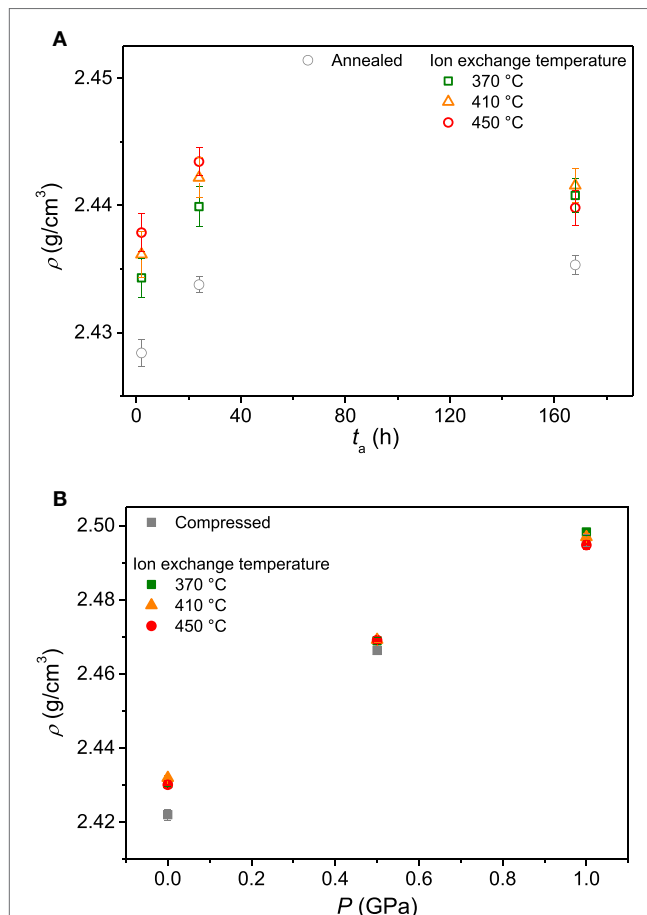 A
Annealed
Ion exchange temperature
370 °C
410 °C
450 °C
2.45
2.44
2.43
ρ (g/cm³)
0 40 80 120 160
tₐ (h)
B
Compressed
Ion exchange temperature
370 °C
410 °C
450 °C
2.50
2.48
2.46
2.44
2.42
ρ (g/cm³)
0.0 0.2 0.4 0.6 0.8 1.0
P (GPa)